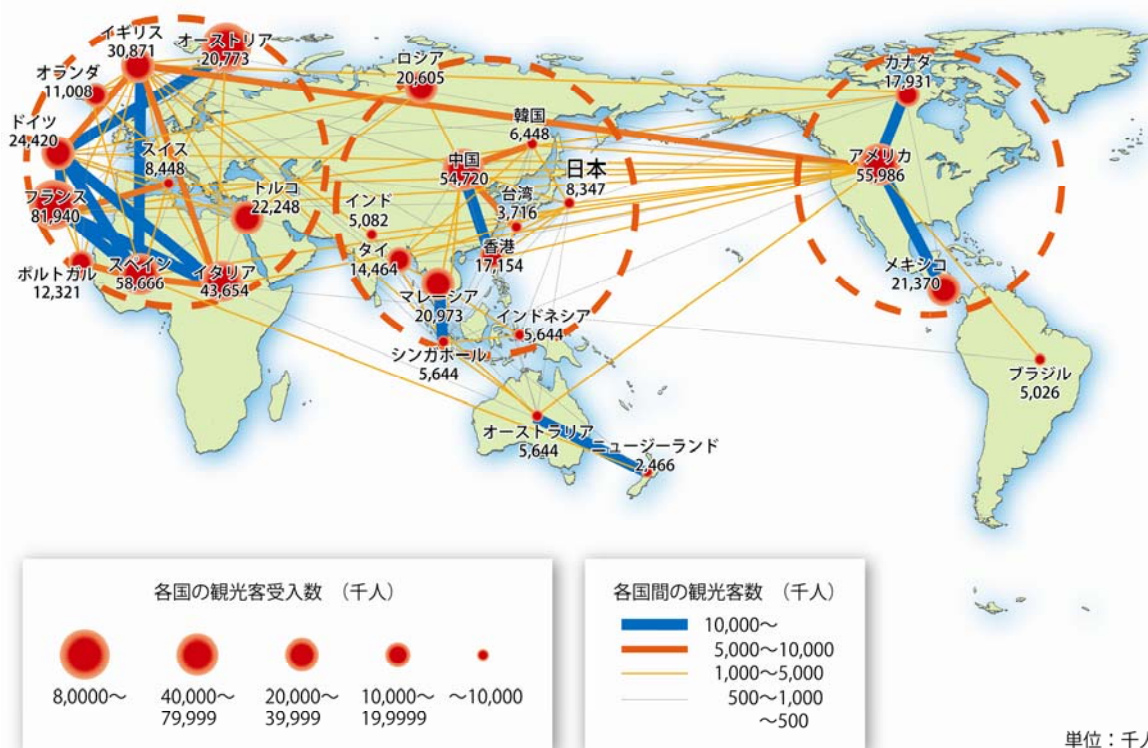 イギリス
30,871
オーストリア
20,773
オランダ
11,008
ドイツ
24,420
スイス
8,448
フランス
81,940
トルコ
22,248
ポルトガル
12,321
スペイン
58,666
イタリア
43,654
ロシア
20,605
韓国
6,448
中国
54,720
日本
8,347
台湾
3,716
インド
5,082
タイ
14,464
香港
17,154
マレーシア
20,973
インドネシア
5,644
シンガポール
5,644
オーストラリア
5,644
ニュージーランド
2,466
カナダ
17,931
アメリカ
55,986
メキシコ
21,370
ブラジル
5,026
各国の観光客受入数 (千人)
8,0000~
40,000~
79,999
20,000~
39,999
10,000~
19,9999
~10,000
各国間の観光客数 (千人)
10,000~
5,000~10,000
1,000~5,000
500~1,000
~500
単位：千人